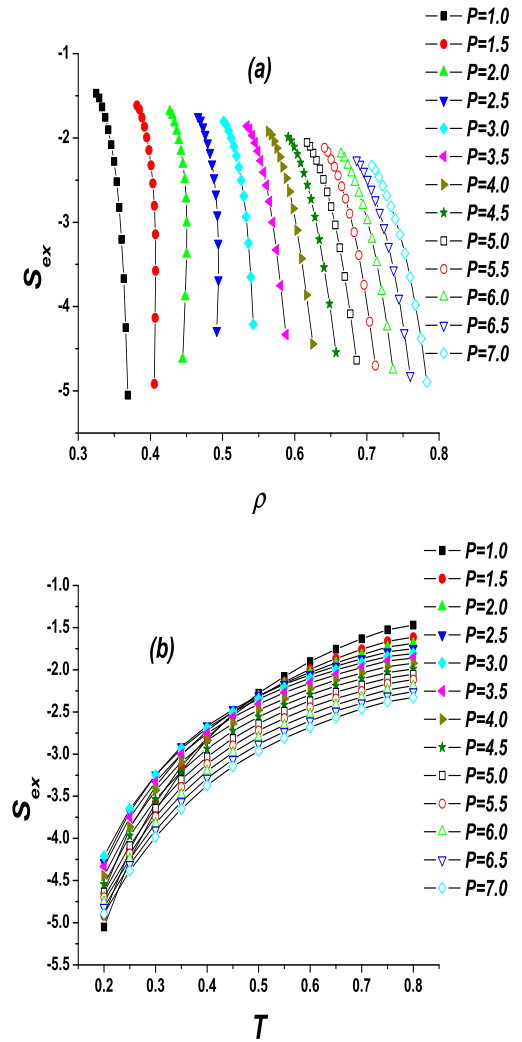 (a)
-1
-2
-3
-4
-5
S_ex
0.3 0.4 0.5 0.6 0.7 0.8
ρ
P=1.0
P=1.5
P=2.0
P=2.5
P=3.0
P=3.5
P=4.0
P=4.5
P=5.0
P=5.5
P=6.0
P=6.5
P=7.0
(b)
-1.0
-1.5
-2.0
-2.5
-3.0
-3.5
-4.0
-4.5
-5.0
-5.5
S_ex
0.2 0.3 0.4 0.5 0.6 0.7 0.8
T
P=1.0
P=1.5
P=2.0
P=2.5
P=3.0
P=3.5
P=4.0
P=4.5
P=5.0
P=5.5
P=6.0
P=6.5
P=7.0